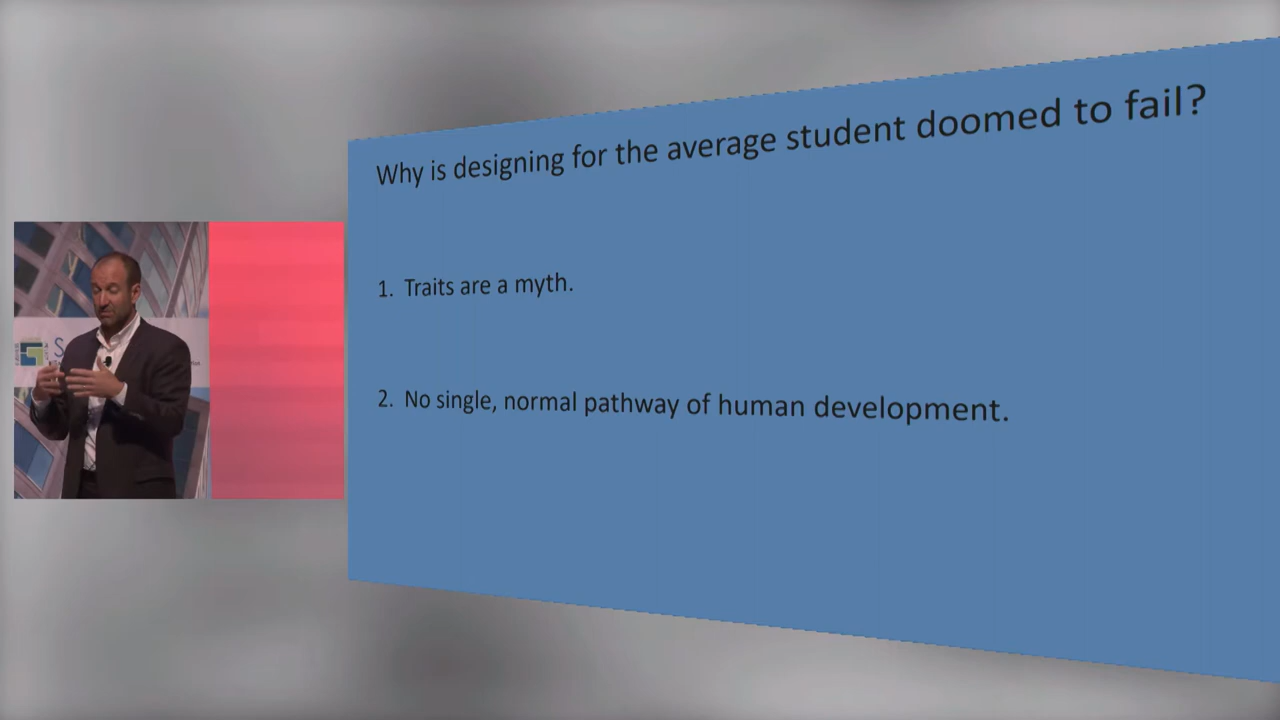 Why is designing for the average student doomed to fail?
1. Traits are a myth.
2. No single, normal pathway of human development.